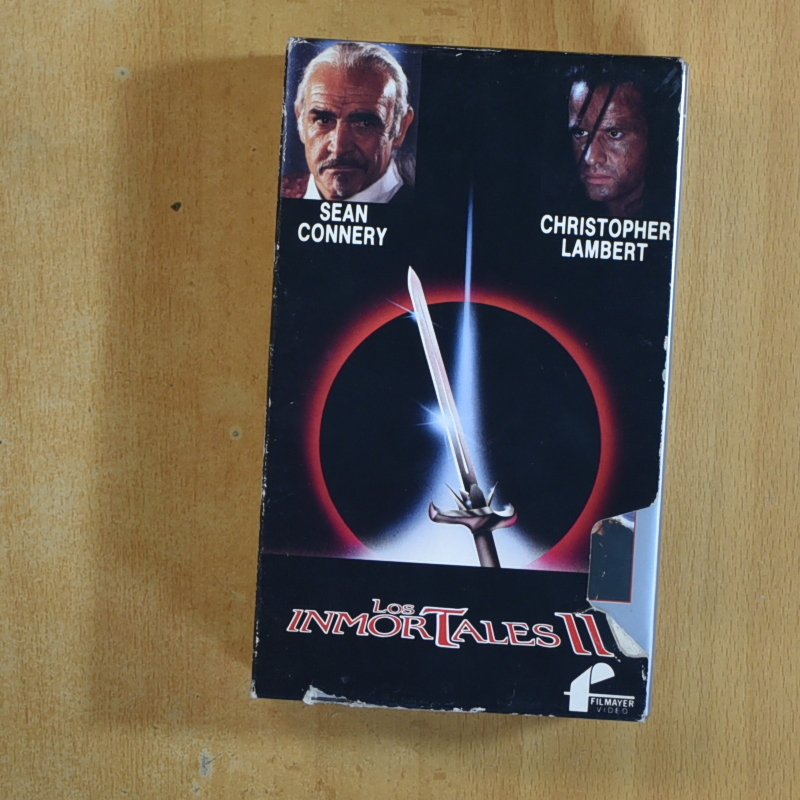 SEAN
CONNERY
CHRISTOPHER
LAMBERT
LOS
INMORTALES II
FILMAYER
VIDEO